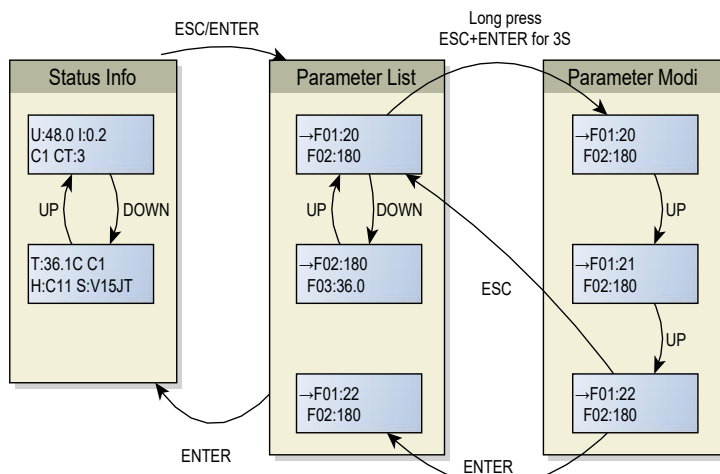 Long press
ESC+ENTER for 3S
ESC/ENTER
Status Info
Parameter List
Parameter Modi
U:48.0 I:0.2
C1 CT:3
→F01:20
F02:180
→F01:20
F02:180
UP
DOWN
UP
DOWN
UP
T:36.1C C1
H:C11 S:V15JT
→F02:180
F03:36.0
→F01:21
F02:180
ESC
UP
→F01:22
F02:180
→F01:22
F02:180
ENTER
ENTER